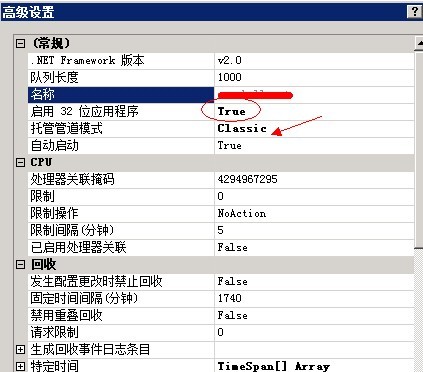 高级设置
(常规)
.NET Framework 版本 v2.0
队列长度 1000
名称
启用 32 位应用程序 True
托管管道模式 Classic
自动启动 True
CPU
处理器关联掩码 4294967295
限制 0
限制操作 NoAction
限制间隔(分钟) 5
已启用处理器关联 False
回收
发生配置更改时禁止回收 False
固定时间间隔(分钟) 1740
禁用重叠回收 False
请求限制 0
生成回收事件日志条目
特定时间 TimeSpan[] Array